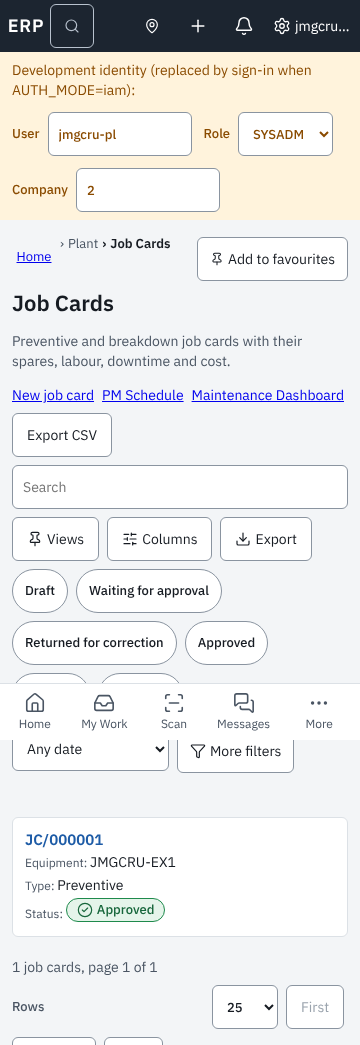 ERP jmgcru...
Development identity (replaced by sign-in when
AUTH_MODE=iam):
User jmgcru-pl Role SYSADM
Company 2
Home › Plant › Job Cards Add to favourites
Job Cards
Preventive and breakdown job cards with their
spares, labour, downtime and cost.
New job card PM Schedule Maintenance Dashboard
Export CSV
Search
Views Columns Export
Draft Waiting for approval
Returned for correction Approved
Home My Work Scan Messages More
Any date More filters
JC/000001
Equipment: JMGCRU-EX1
Type: Preventive
Status: Approved
1 job cards, page 1 of 1
Rows 25 First